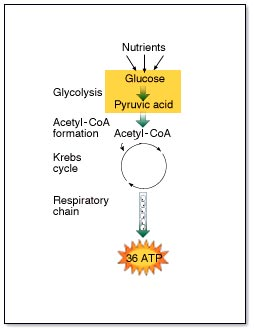 Nutrients
Glucose
Glycolysis
Pyruvic acid
Acetyl-CoA
formation
Acetyl-CoA
Krebs
cycle
Respiratory
chain
36 ATP